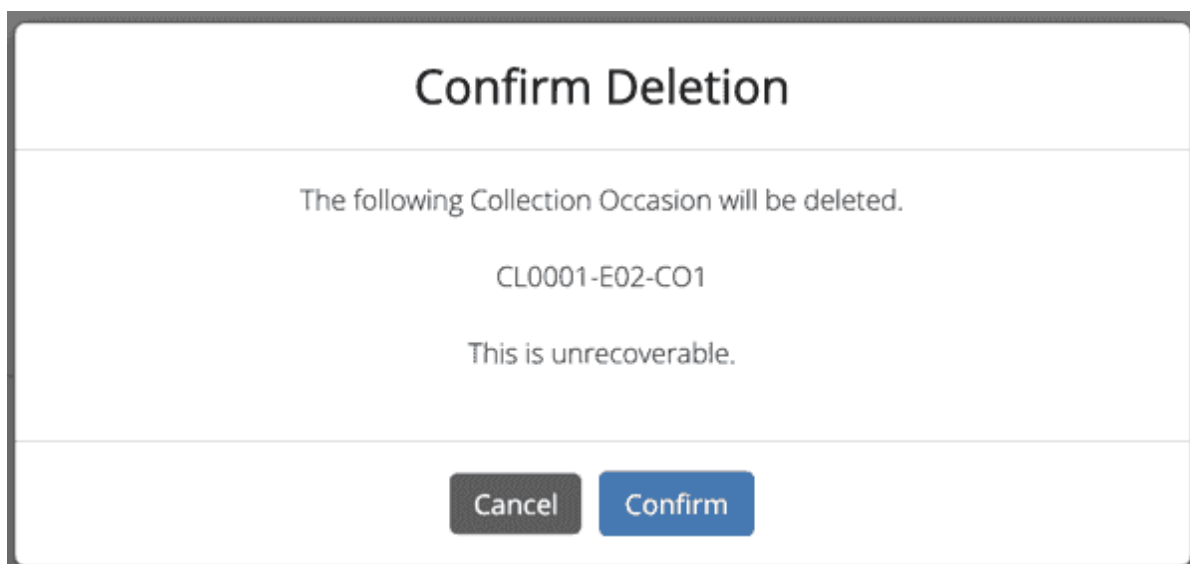 Confirm Deletion
The following Collection Occasion will be deleted.
CL0001-E02-CO1
This is unrecoverable.
Cancel
Confirm